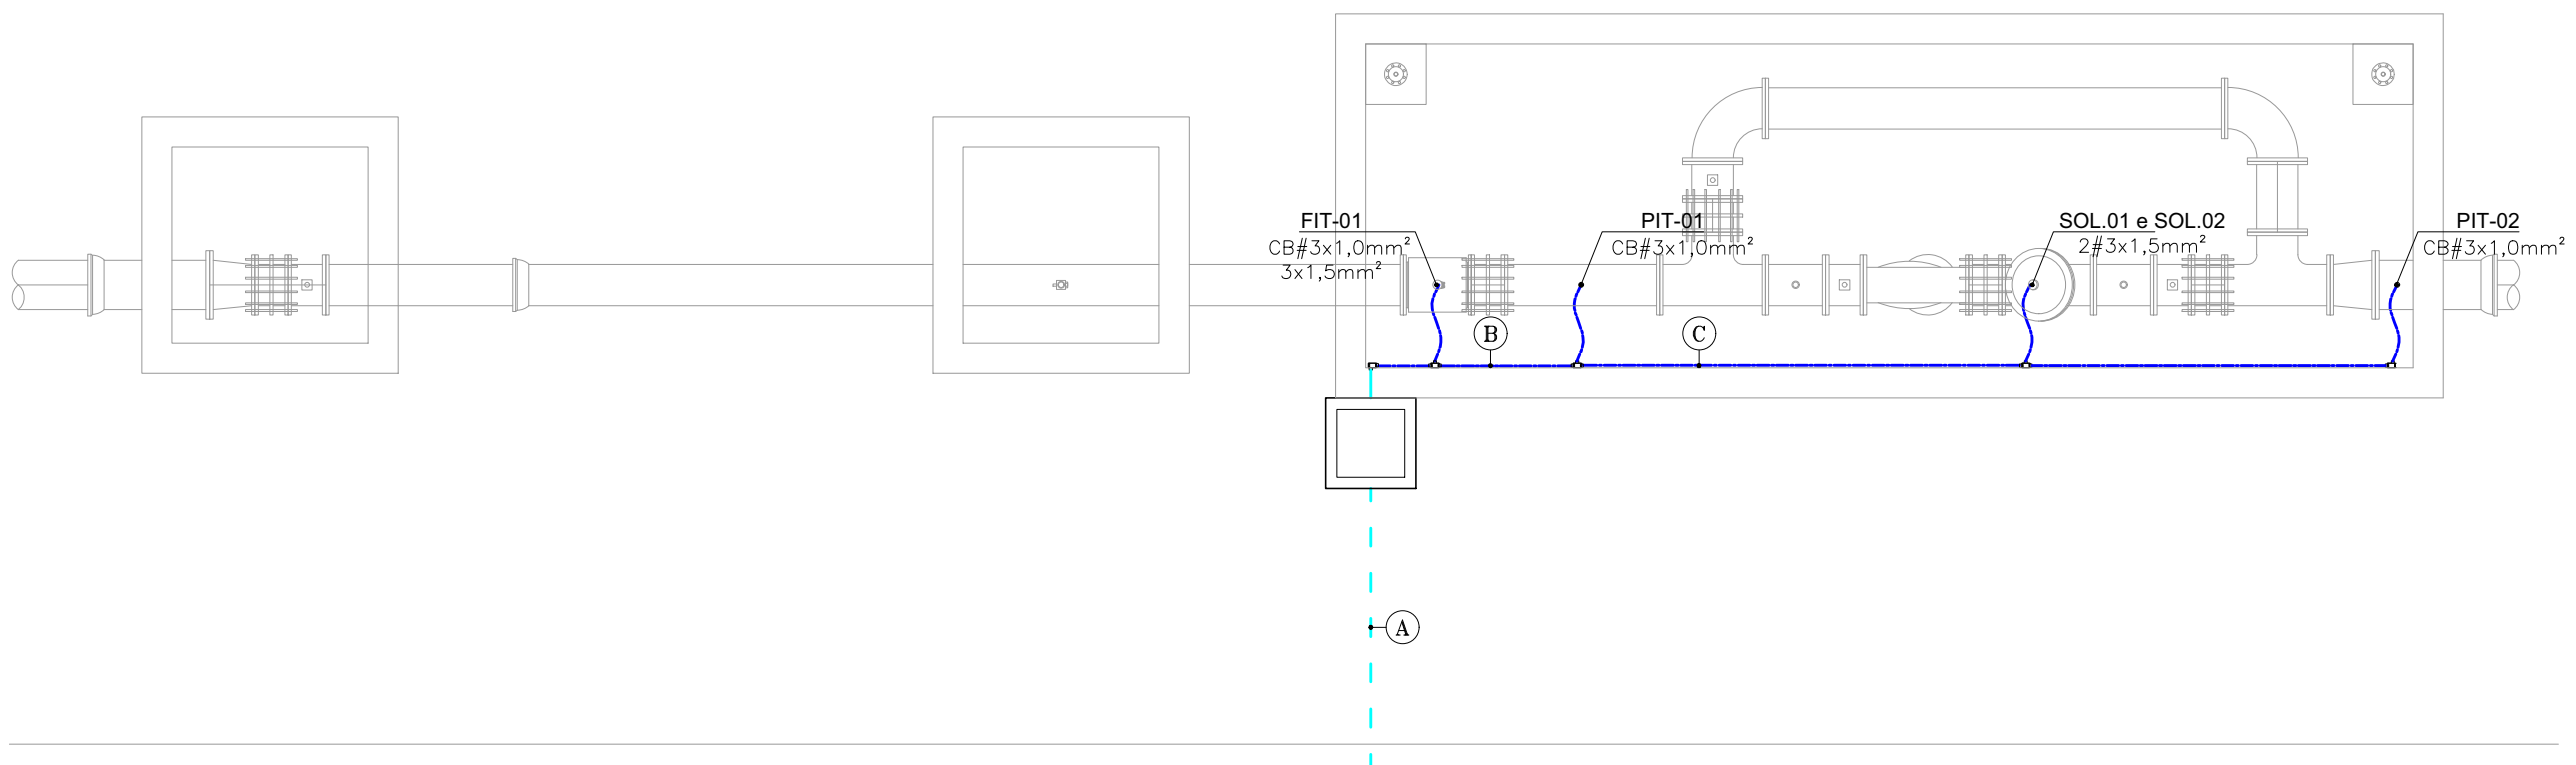 FIT-01
CB#3x1,0mm²
3x1,5mm²
PIT-01
CB#3x1,0mm²
SOL.01 e SOL.02
2#3x1,5mm²
PIT-02
CB#3x1,0mm²
B
C
A